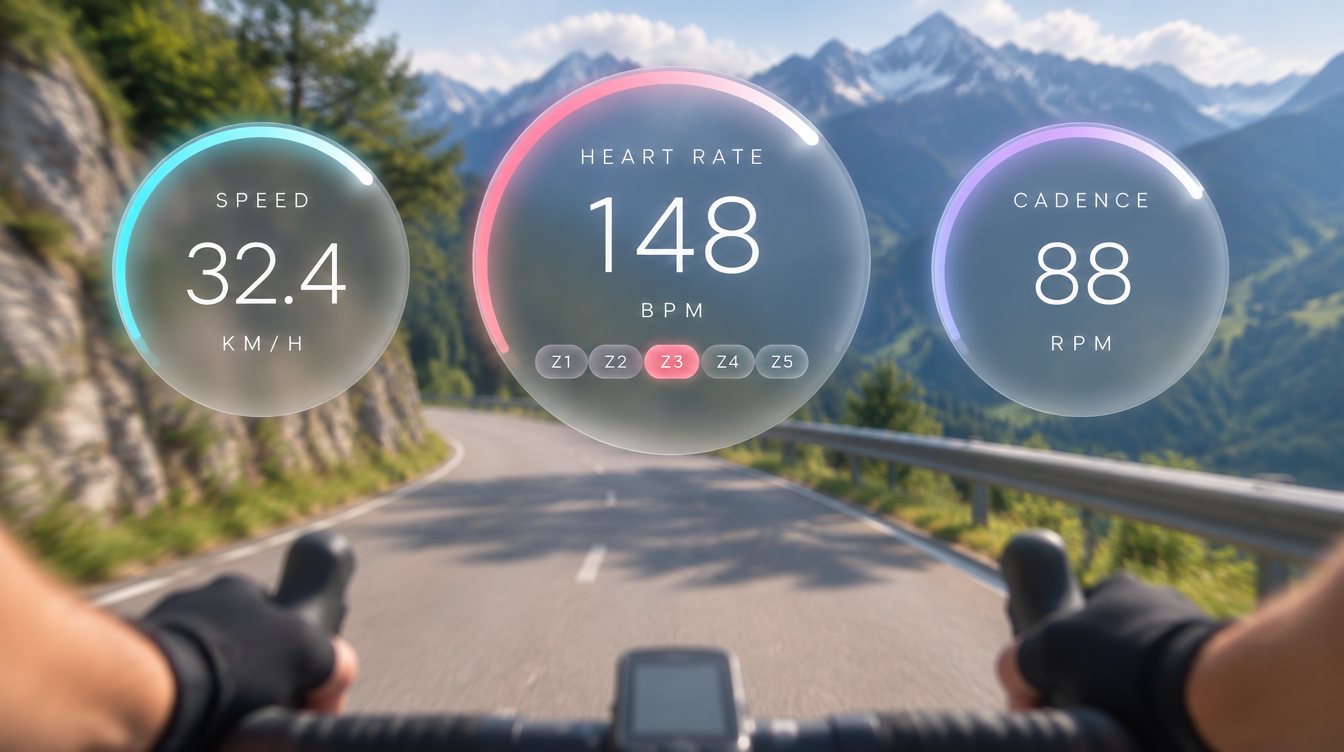 SPEED
32.4
KM/H
HEART RATE
148
BPM
Z1 Z2 Z3 Z4 Z5
CADENCE
88
RPM